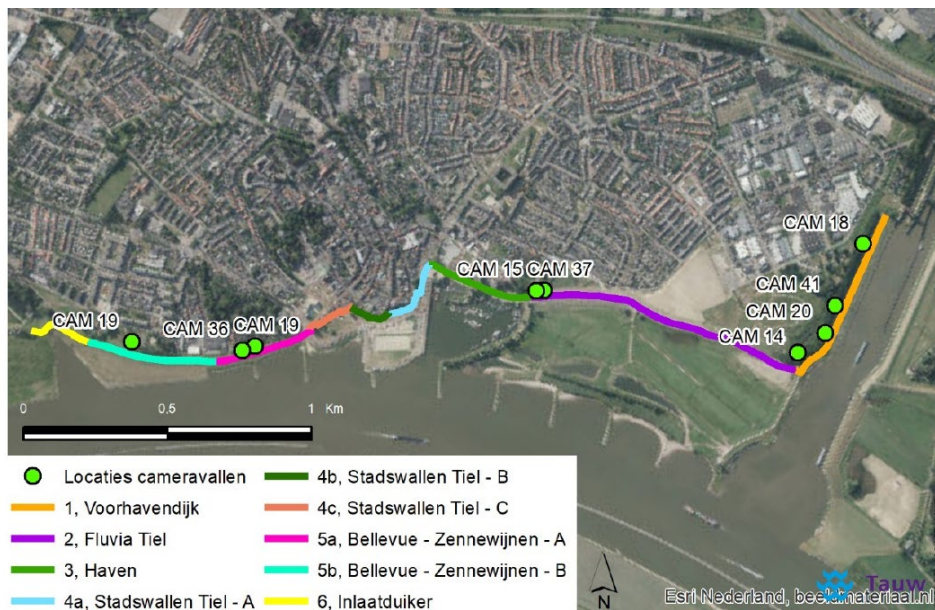 CAM 18
CAM 15 CAM 37
CAM 41
CAM 20
CAM 14
CAM 19
CAM 36
CAM 19
0 0,5 1 Km
Locaties cameravallen
1, Voorhavendijk
2, Fluvia Tiel
3, Haven
4a, Stadswallen Tiel - A
4b, Stadswallen Tiel - B
4c, Stadswallen Tiel - C
5a, Bellevue - Zennewijnen - A
5b, Bellevue - Zennewijnen - B
6, Inlaatduiker
N
Tauw
Esri Nederland, beeldmateriaal.nl